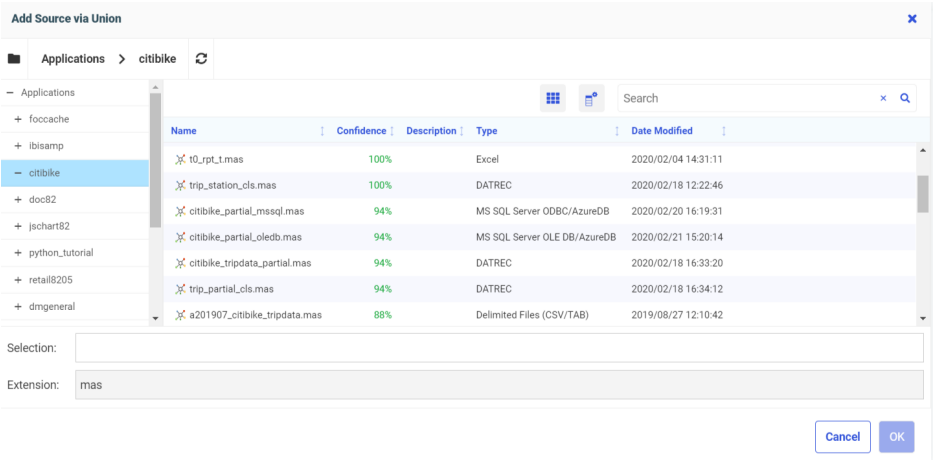 Add Source via Union
Applications > citibike
Applications
foccache
ibisamp
citibike
doc82
jschart82
python_tutorial
retail8205
dmgeneral
Search
Name Confidence Description Type Date Modified
t0_rpt_t.mas 100% Excel 2020/02/04 14:31:11
trip_station_cls.mas 100% DATREC 2020/02/18 12:22:46
citibike_partial_mssql.mas 94% MS SQL Server ODBC/AzureDB 2020/02/20 16:19:31
citibike_partial_oledb.mas 94% MS SQL Server OLE DB/AzureDB 2020/02/21 15:20:14
citibike_tripdata_partial.mas 94% DATREC 2020/02/18 16:33:20
trip_partial_cls.mas 94% DATREC 2020/02/18 16:34:12
a201907_citibike_tripdata.mas 88% Delimited Files (CSV/TAB) 2019/08/27 12:10:42
Selection:
Extension: mas
Cancel OK